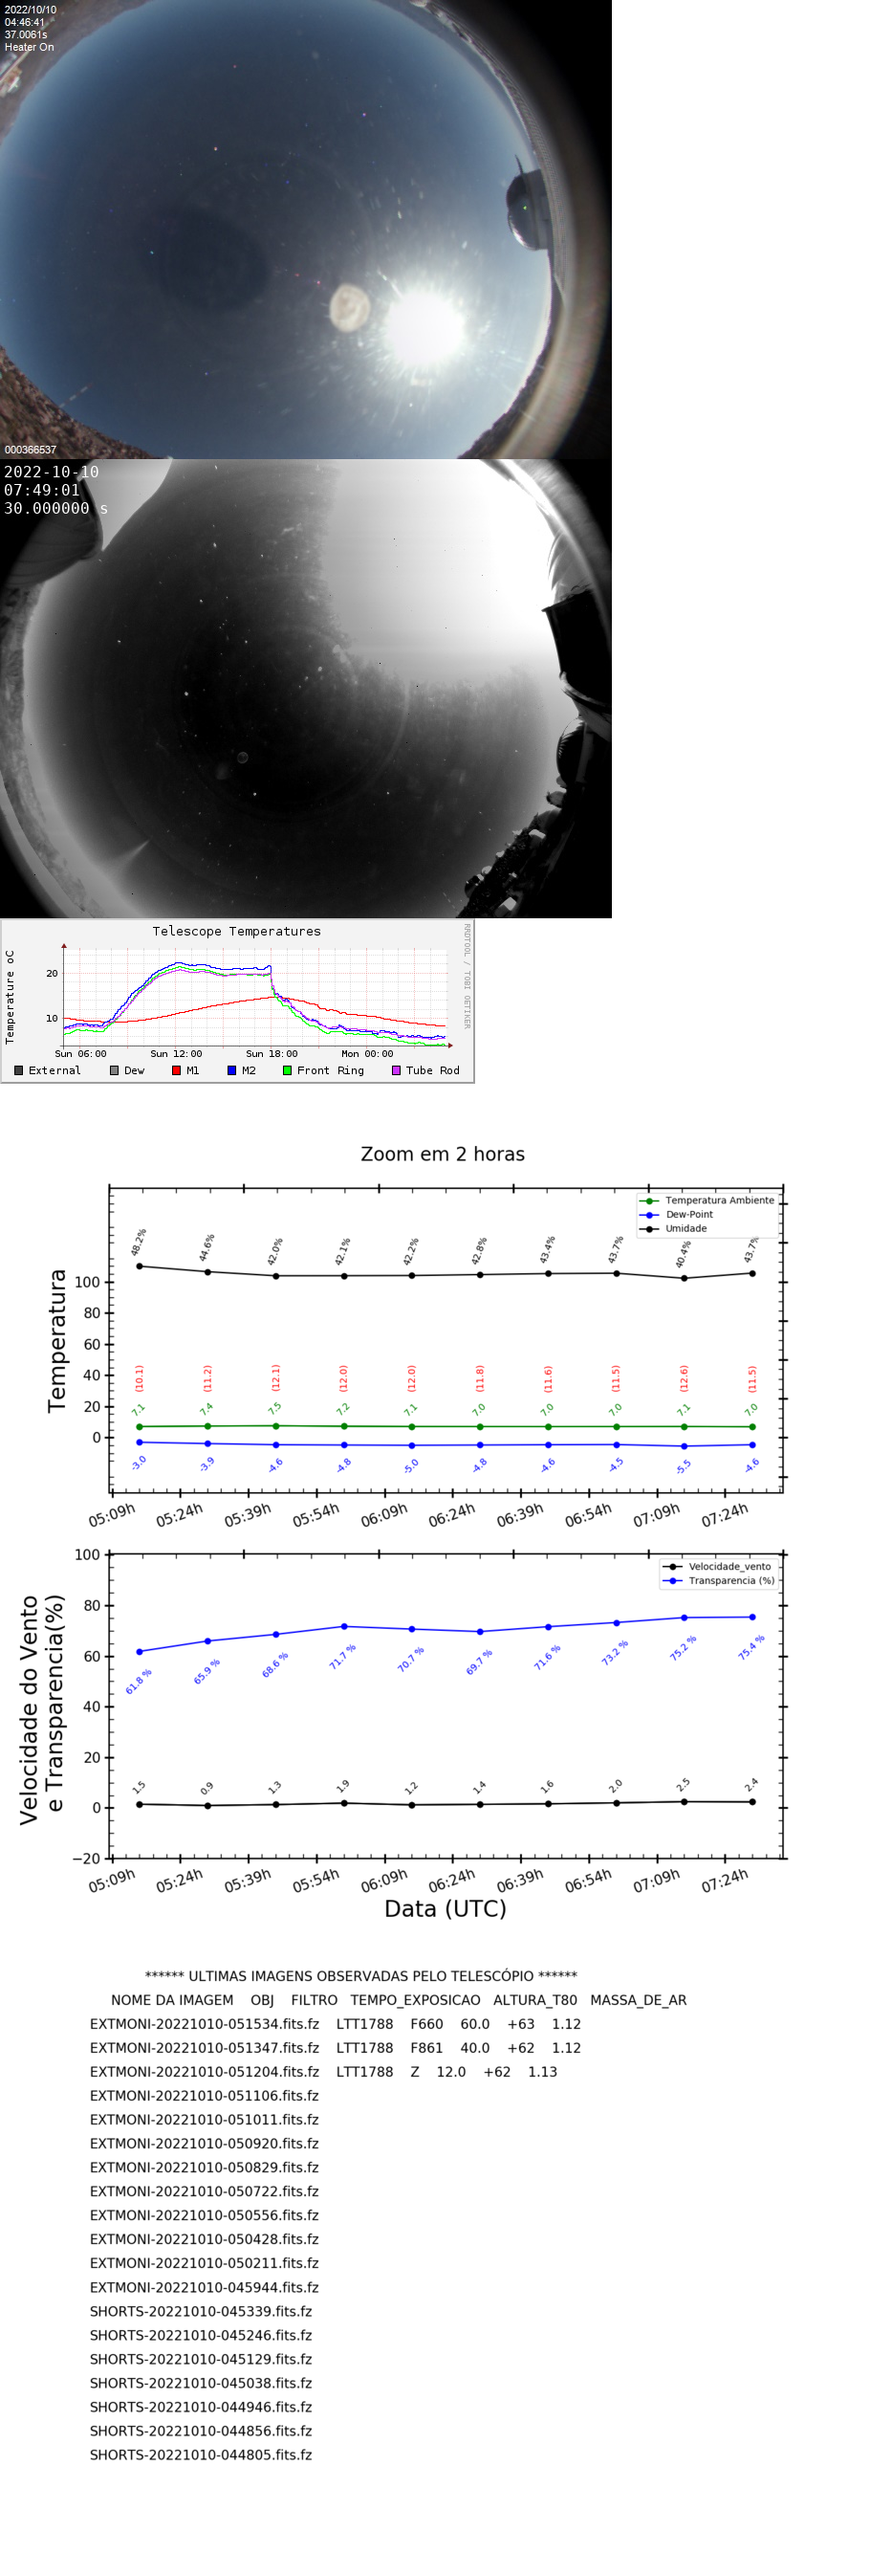 2022/10/10
04:46:41
37.0061s
Heater On
000366537
2022-10-10
07:49:01
30.000000 s
Telescope Temperatures
RRDTOOL / TOBI OETIKER
Temperature oC
20
10
Sun 06:00 Sun 12:00 Sun 18:00 Mon 00:00
External Dew M1 M2 Front Ring Tube Rod
Zoom em 2 horas
Temperatura Ambiente
Dew-Point
Umidade
48.2% 44.6% 42.0% 42.1% 42.2% 42.8% 43.4% 43.7% 40.4% 43.7%
Temperatura
100
80
60
40
20
0
(10.1) (11.2) (12.1) (12.0) (12.0) (11.8) (11.6) (11.5) (12.6) (11.5)
7.1 7.4 7.5 7.2 7.1 7.0 7.0 7.0 7.1 7.0
-3.0 -3.9 -4.6 -4.8 -5.0 -4.8 -4.6 -4.5 -5.5 -4.6
05:09h 05:24h 05:39h 05:54h 06:09h 06:24h 06:39h 06:54h 07:09h 07:24h
Velocidade do Vento
e Transparencia(%)
100
80
60
40
20
0
−20
Velocidade_vento
Transparencia (%)
61.8 % 65.9 % 68.6 % 71.7 % 70.7 % 69.7 % 71.6 % 73.2 % 75.2 % 75.4 %
1.5 0.9 1.3 1.9 1.2 1.4 1.6 2.0 2.5 2.4
05:09h 05:24h 05:39h 05:54h 06:09h 06:24h 06:39h 06:54h 07:09h 07:24h
Data (UTC)
****** ULTIMAS IMAGENS OBSERVADAS PELO TELESCÓPIO ******
NOME DA IMAGEM OBJ FILTRO TEMPO_EXPOSICAO ALTURA_T80 MASSA_DE_AR
EXTMONI-20221010-051534.fits.fz LTT1788 F660 60.0 +63 1.12
EXTMONI-20221010-051347.fits.fz LTT1788 F861 40.0 +62 1.12
EXTMONI-20221010-051204.fits.fz LTT1788 Z 12.0 +62 1.13
EXTMONI-20221010-051106.fits.fz
EXTMONI-20221010-051011.fits.fz
EXTMONI-20221010-050920.fits.fz
EXTMONI-20221010-050829.fits.fz
EXTMONI-20221010-050722.fits.fz
EXTMONI-20221010-050556.fits.fz
EXTMONI-20221010-050428.fits.fz
EXTMONI-20221010-050211.fits.fz
EXTMONI-20221010-045944.fits.fz
SHORTS-20221010-045339.fits.fz
SHORTS-20221010-045246.fits.fz
SHORTS-20221010-045129.fits.fz
SHORTS-20221010-045038.fits.fz
SHORTS-20221010-044946.fits.fz
SHORTS-20221010-044856.fits.fz
SHORTS-20221010-044805.fits.fz